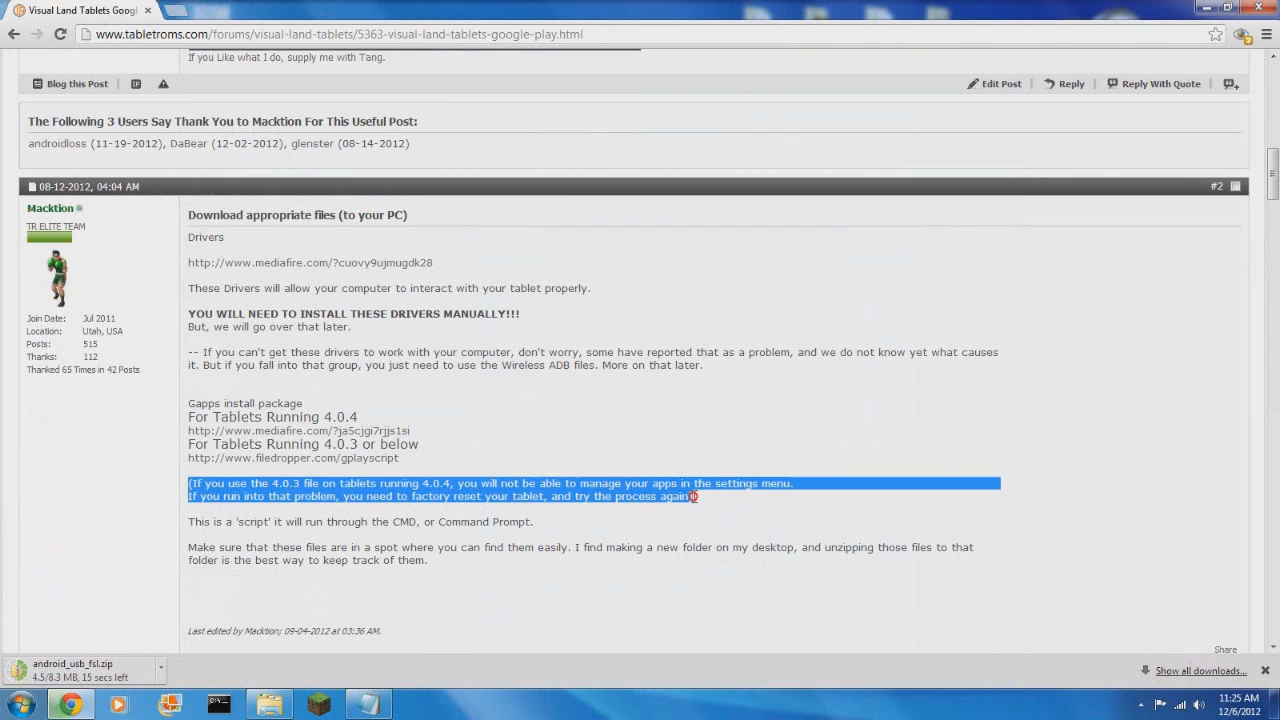 Visual Land Tablets Googl
www.tabletroms.com/forums/visual-land-tablets/5363-visual-land-tablets-google-play.html
If you Like what I do, supply me with Tang.
Blog this Post
Edit Post
Reply
Reply With Quote
The Following 3 Users Say Thank You to Macktion For This Useful Post:
androidloss (11-19-2012), DaBear (12-02-2012), glenster (08-14-2012)
08-12-2012, 04:04 AM
#2
Macktion
TR ELITE TEAM
Join Date: Jul 2011
Location: Utah, USA
Posts: 515
Thanks: 112
Thanked 65 Times in 42 Posts
Download appropriate files (to your PC)
Drivers
http://www.mediafire.com/?cuovy9ujmugdk28
These Drivers will allow your computer to interact with your tablet properly.
YOU WILL NEED TO INSTALL THESE DRIVERS MANUALLY!!!
But, we will go over that later.
-- If you can't get these drivers to work with your computer, don't worry, some have reported that as a problem, and we do not know yet what causes
it. But if you fall into that group, you just need to use the Wireless ADB files. More on that later.
Gapps install package
For Tablets Running 4.0.4
http://www.mediafire.com/?ja5cjgi7rjjs1si
For Tablets Running 4.0.3 or below
http://www.filedropper.com/gplayscript
(If you use the 4.0.3 file on tablets running 4.0.4, you will not be able to manage your apps in the settings menu.
If you run into that problem, you need to factory reset your tablet, and try the process again)
This is a 'script' it will run through the CMD, or Command Prompt.
Make sure that these files are in a spot where you can find them easily. I find making a new folder on my desktop, and unzipping those files to that
folder is the best way to keep track of them.
Last edited by Macktion; 09-04-2012 at 03:36 AM.
Share
android_usb_fsl.zip
4.5/8.3 MB, 15 secs left
Show all downloads...
11:25 AM
12/6/2012